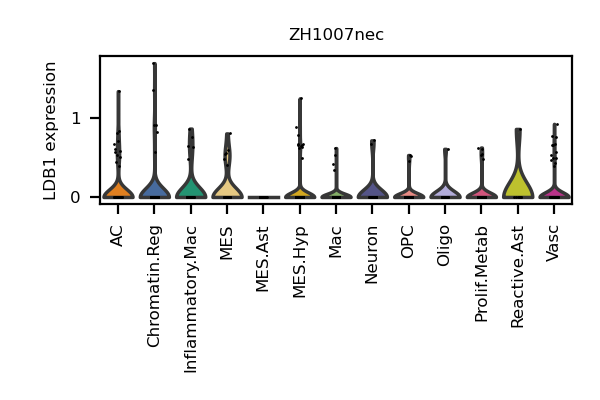 ZH1007nec
LDB1 expression
1
0
AC
Chromatin.Reg
Inflammatory.Mac
MES
MES.Ast
MES.Hyp
Mac
Neuron
OPC
Oligo
Prolif.Metab
Reactive.Ast
Vasc